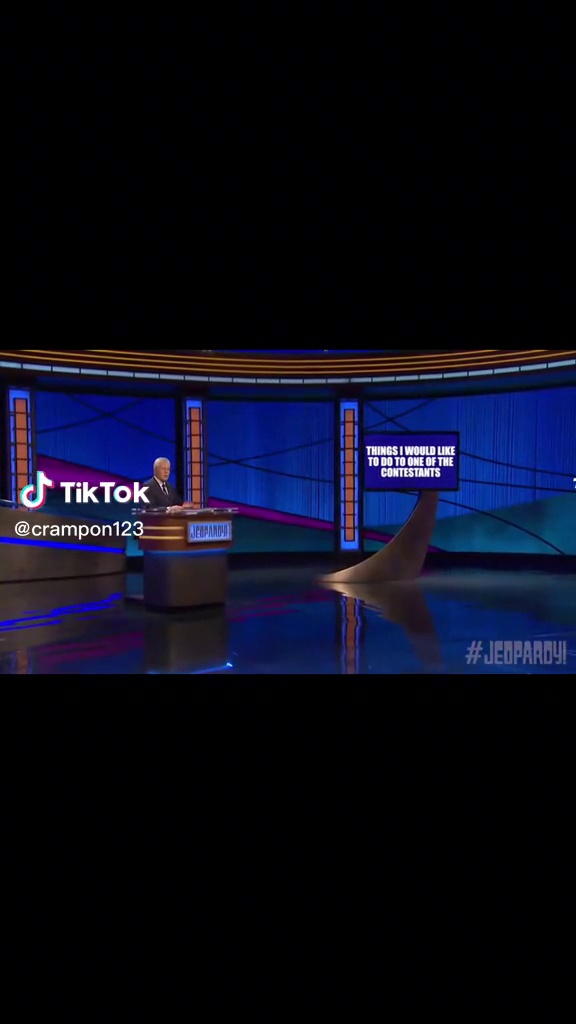 THINGS I WOULD LIKE
TO DO TO ONE OF THE
CONTESTANTS
TikTok
@crampon123
JEOPARDY!
#JEOPARDY!